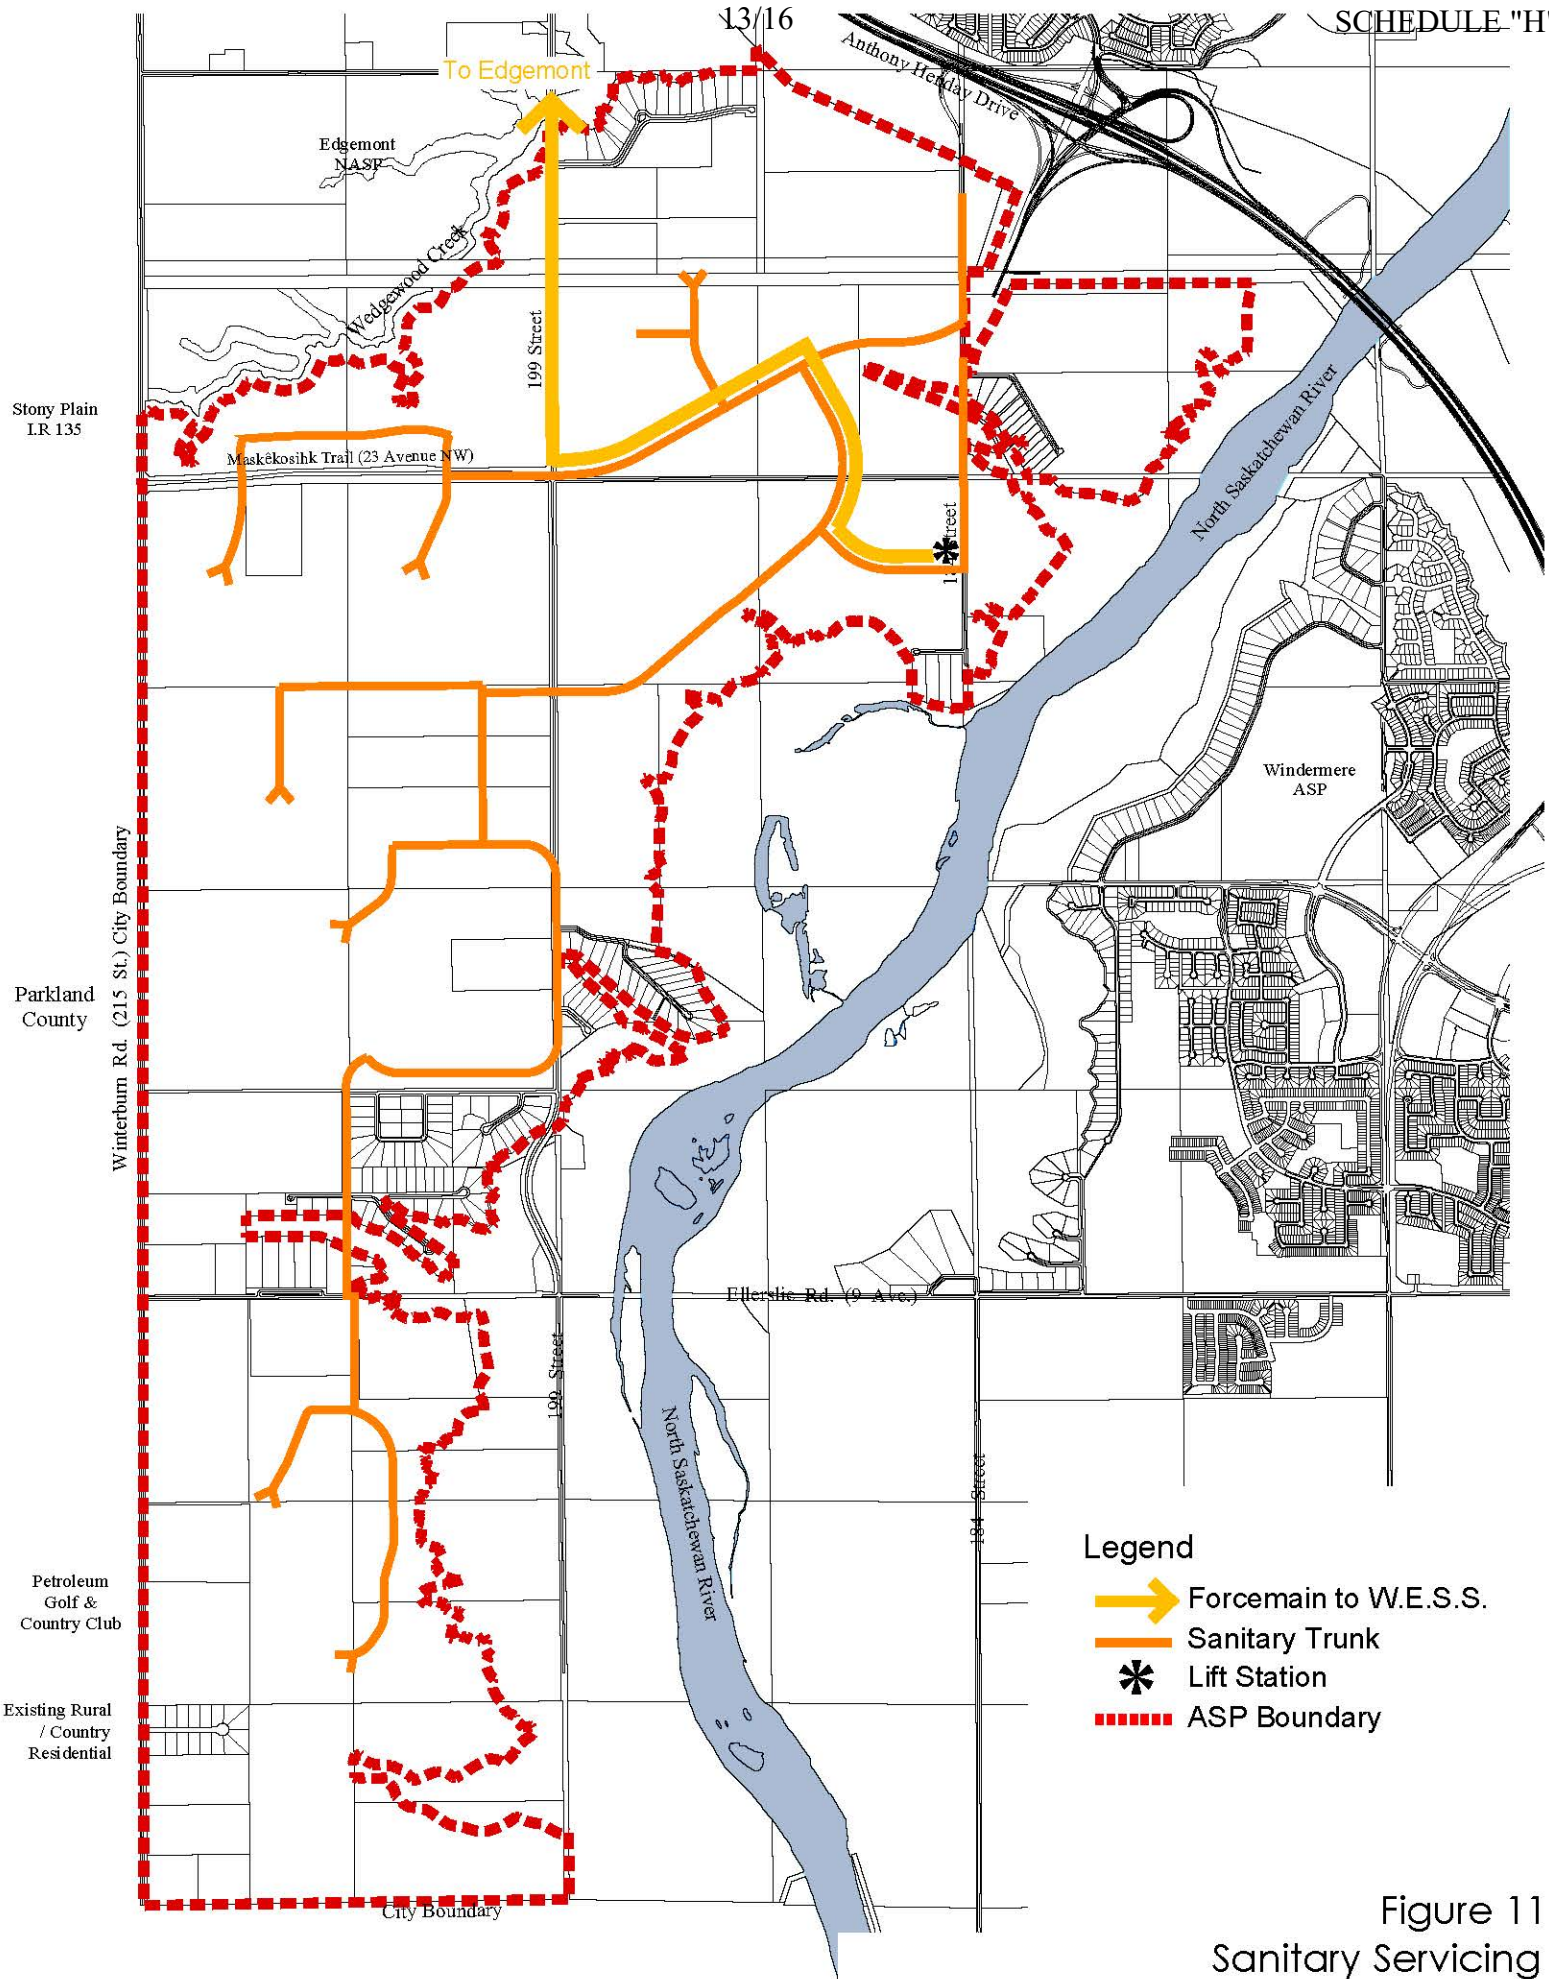 13/16
SCHEDULE "H"
To Edgemont
Anthony Henday Drive
Edgemont
NASP
Wedgewood Creek
199 Street
Stony Plain
I.R 135
Maskêkosihk Trail (23 Avenue NW)
North Saskatchewan River
184 Street
Windermere
ASP
Winterburn Rd. (215 St.) City Boundary
Parkland
County
Ellerslie Rd. (9 Ave.)
199 Street
North Saskatchewan River
184 Street
Legend
Forcemain to W.E.S.S.
Sanitary Trunk
Lift Station
ASP Boundary
Petroleum
Golf &
Country Club
Existing Rural
/ Country
Residential
City Boundary
Figure 11
Sanitary Servicing